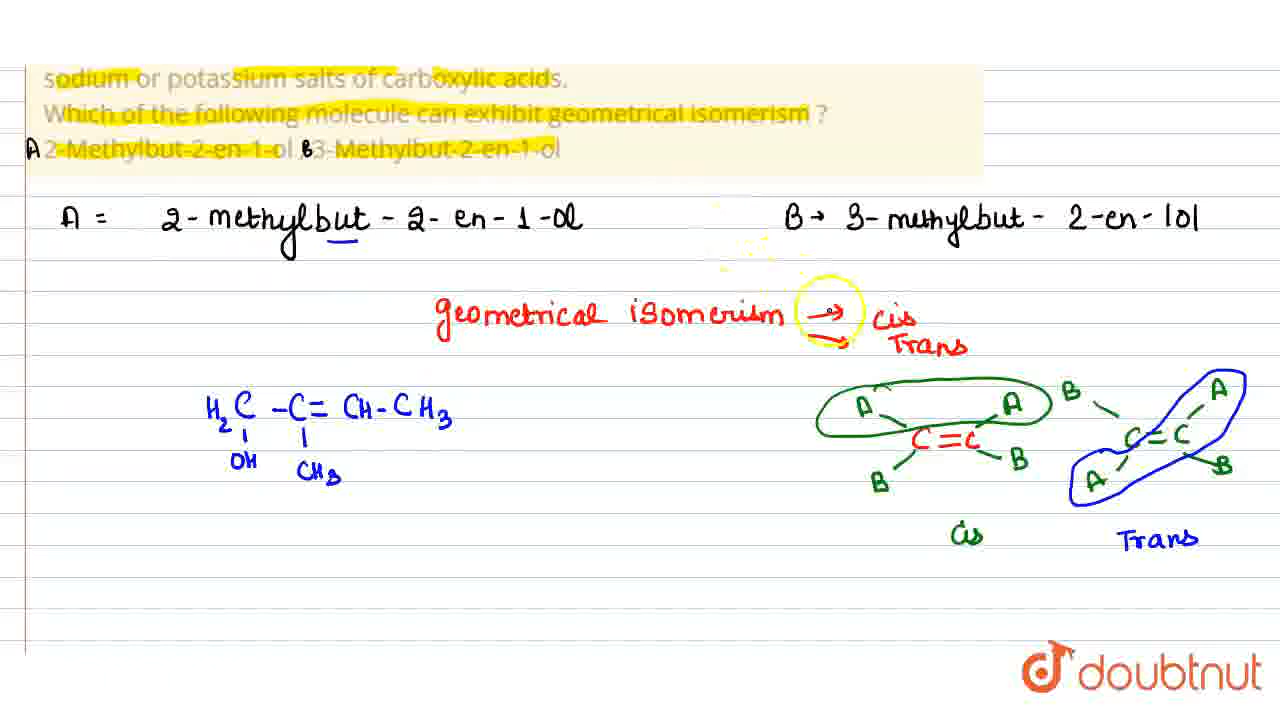 sodium or potassium salts of carboxylic acids.
Which of the following molecule can exhibit geometrical isomerism ?
A 2-Methylbut-2-en-1-ol , B 3-Methylbut-2-en-1-ol
A = 2- methylbut - 2- en - 1 -ol B → 3- methylbut - 2-en- 1ol
geometrical isomerism → cis
→ Trans
H2C - C = CH - CH3
OH CH3
A A B A
C = C C = C
B B A B
Cis Trans
doubtnut